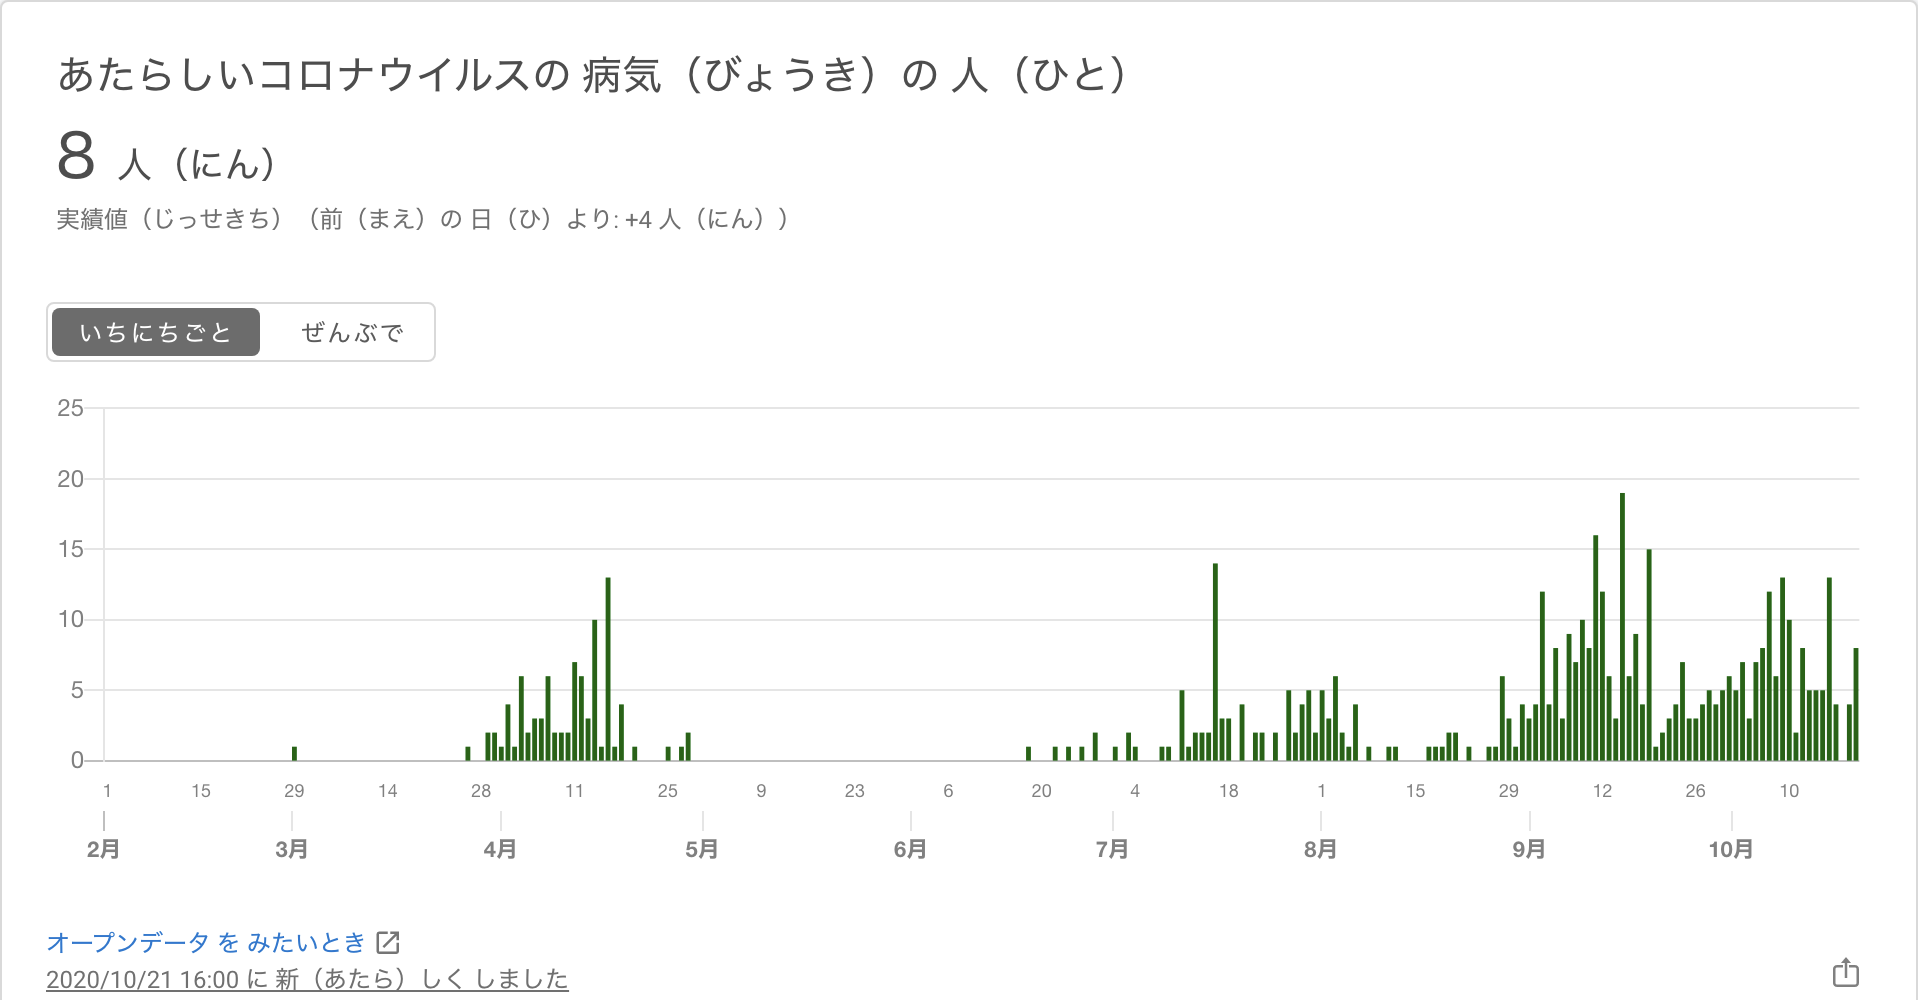 あたらしいコロナウイルスの 病気（びょうき）の 人（ひと）
8 人（にん）
実績値（じっせきち）（前（まえ）の 日（ひ）より: +4 人（にん））
いちにちごと ぜんぶで
25
20
15
10
5
0
1 15 29 14 28 11 25 9 23 6 20 4 18 1 15 29 12 26 10
2月 3月 4月 5月 6月 7月 8月 9月 10月
オープンデータ を みたいとき
2020/10/21 16:00 に 新（あたら）しく しました